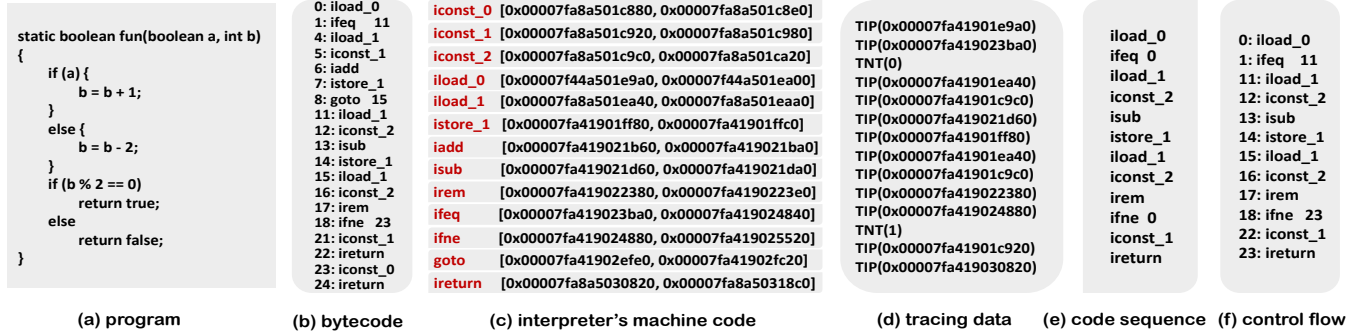 static boolean fun(boolean a, int b)
{
if (a) {
b = b + 1;
}
else {
b = b - 2;
}
if (b % 2 == 0)
return true;
else
return false;
}
(a) program
0: iload_0
1: ifeq 11
4: iload_1
5: iconst_1
6: iadd
7: istore_1
8: goto 15
11: iload_1
12: iconst_2
13: isub
14: istore_1
15: iload_1
16: iconst_2
17: irem
18: ifne 23
21: iconst_1
22: ireturn
23: iconst_0
24: ireturn
(b) bytecode
iconst_0 [0x00007fa8a501c880, 0x00007fa8a501c8e0]
iconst_1 [0x00007fa8a501c920, 0x00007fa8a501c980]
iconst_2 [0x00007fa8a501c9c0, 0x00007fa8a501ca20]
iload_0 [0x00007f44a501e9a0, 0x00007f44a501ea00]
iload_1 [0x00007fa8a501ea40, 0x00007fa8a501eaa0]
istore_1 [0x00007fa41901ff80, 0x00007fa41901ffc0]
iadd [0x00007fa419021b60, 0x00007fa419021ba0]
isub [0x00007fa419021d60, 0x00007fa419021da0]
irem [0x00007fa419022380, 0x00007fa4190223e0]
ifeq [0x00007fa419023ba0, 0x00007fa419024840]
ifne [0x00007fa419024880, 0x00007fa419025520]
goto [0x00007fa41902efe0, 0x00007fa41902fc20]
ireturn [0x00007fa8a5030820, 0x00007fa8a50318c0]
(c) interpreter's machine code
TIP(0x00007fa41901e9a0)
TIP(0x00007fa419023ba0)
TNT(0)
TIP(0x00007fa41901ea40)
TIP(0x00007fa41901c9c0)
TIP(0x00007fa419021d60)
TIP(0x00007fa41901ff80)
TIP(0x00007fa41901ea40)
TIP(0x00007fa41901c9c0)
TIP(0x00007fa419022380)
TIP(0x00007fa419024880)
TNT(1)
TIP(0x00007fa41901c920)
TIP(0x00007fa419030820)
(d) tracing data
iload_0
ifeq 0
iload_1
iconst_2
isub
istore_1
iload_1
iconst_2
irem
ifne 0
iconst_1
ireturn
(e) code sequence
0: iload_0
1: ifeq 11
11: iload_1
12: iconst_2
13: isub
14: istore_1
15: iload_1
16: iconst_2
17: irem
18: ifne 23
22: iconst_1
23: ireturn
(f) control flow